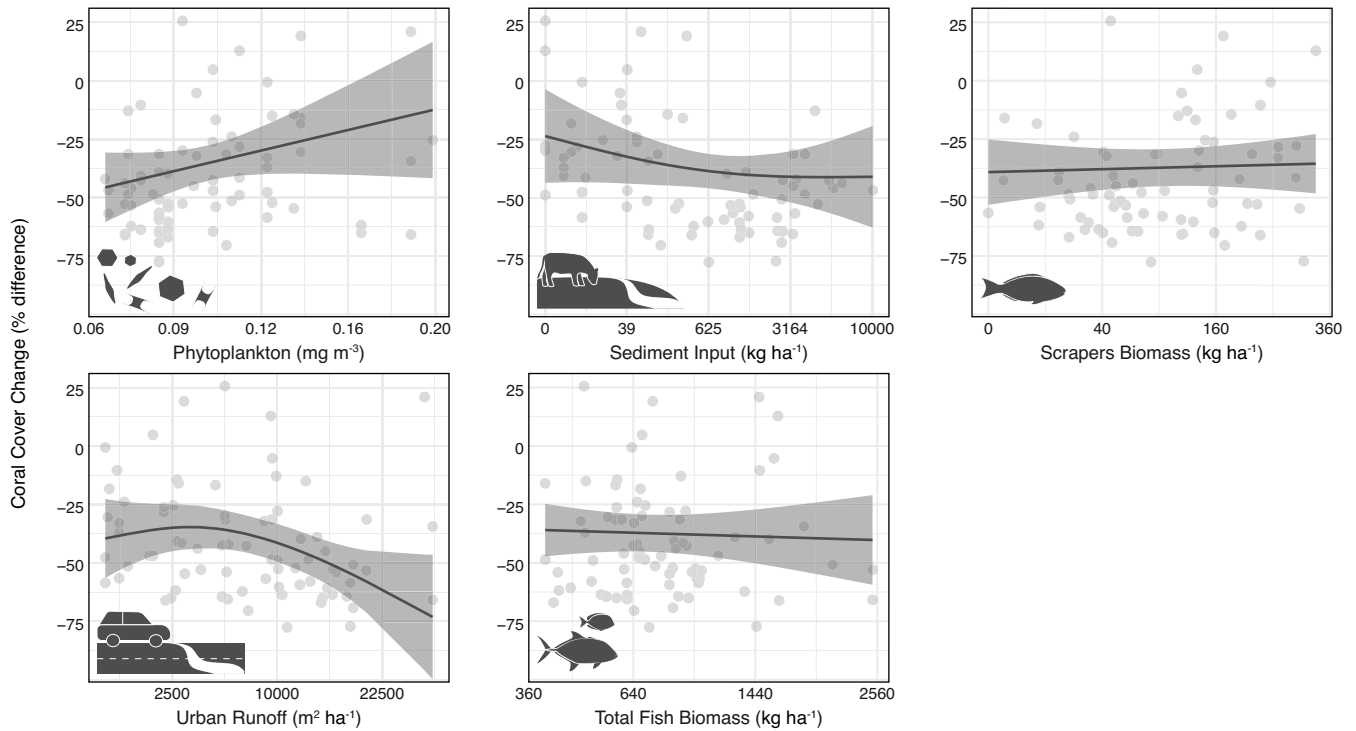 Coral Cover Change (% difference)
25
0
−25
−50
−75
0.06 0.09 0.12 0.16 0.20
Phytoplankton (mg m-3)
25
0
−25
−50
−75
0 39 625 3164 10000
Sediment Input (kg ha-1)
25
0
−25
−50
−75
0 40 160 360
Scrapers Biomass (kg ha-1)
25
0
−25
−50
−75
25500 10000 22500
Urban Runoff (m2 ha-1)
25
0
−25
−50
−75
360 640 1440 2560
Total Fish Biomass (kg ha-1)